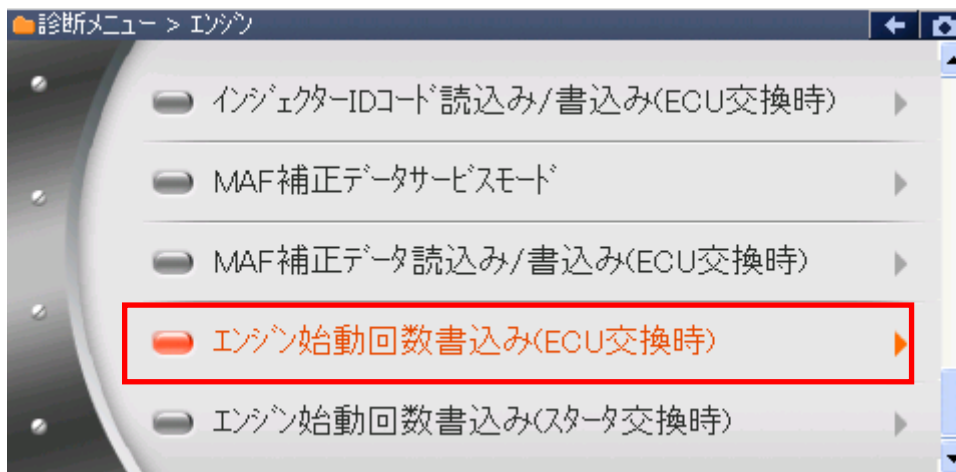 診断メニュー > エンジン
インジェクターIDコード読込み/書込み(ECU交換時)
MAF補正データサービスモード
MAF補正データ読込み/書込み(ECU交換時)
エンジン始動回数書込み(ECU交換時)
エンジン始動回数書込み(スタータ交換時)